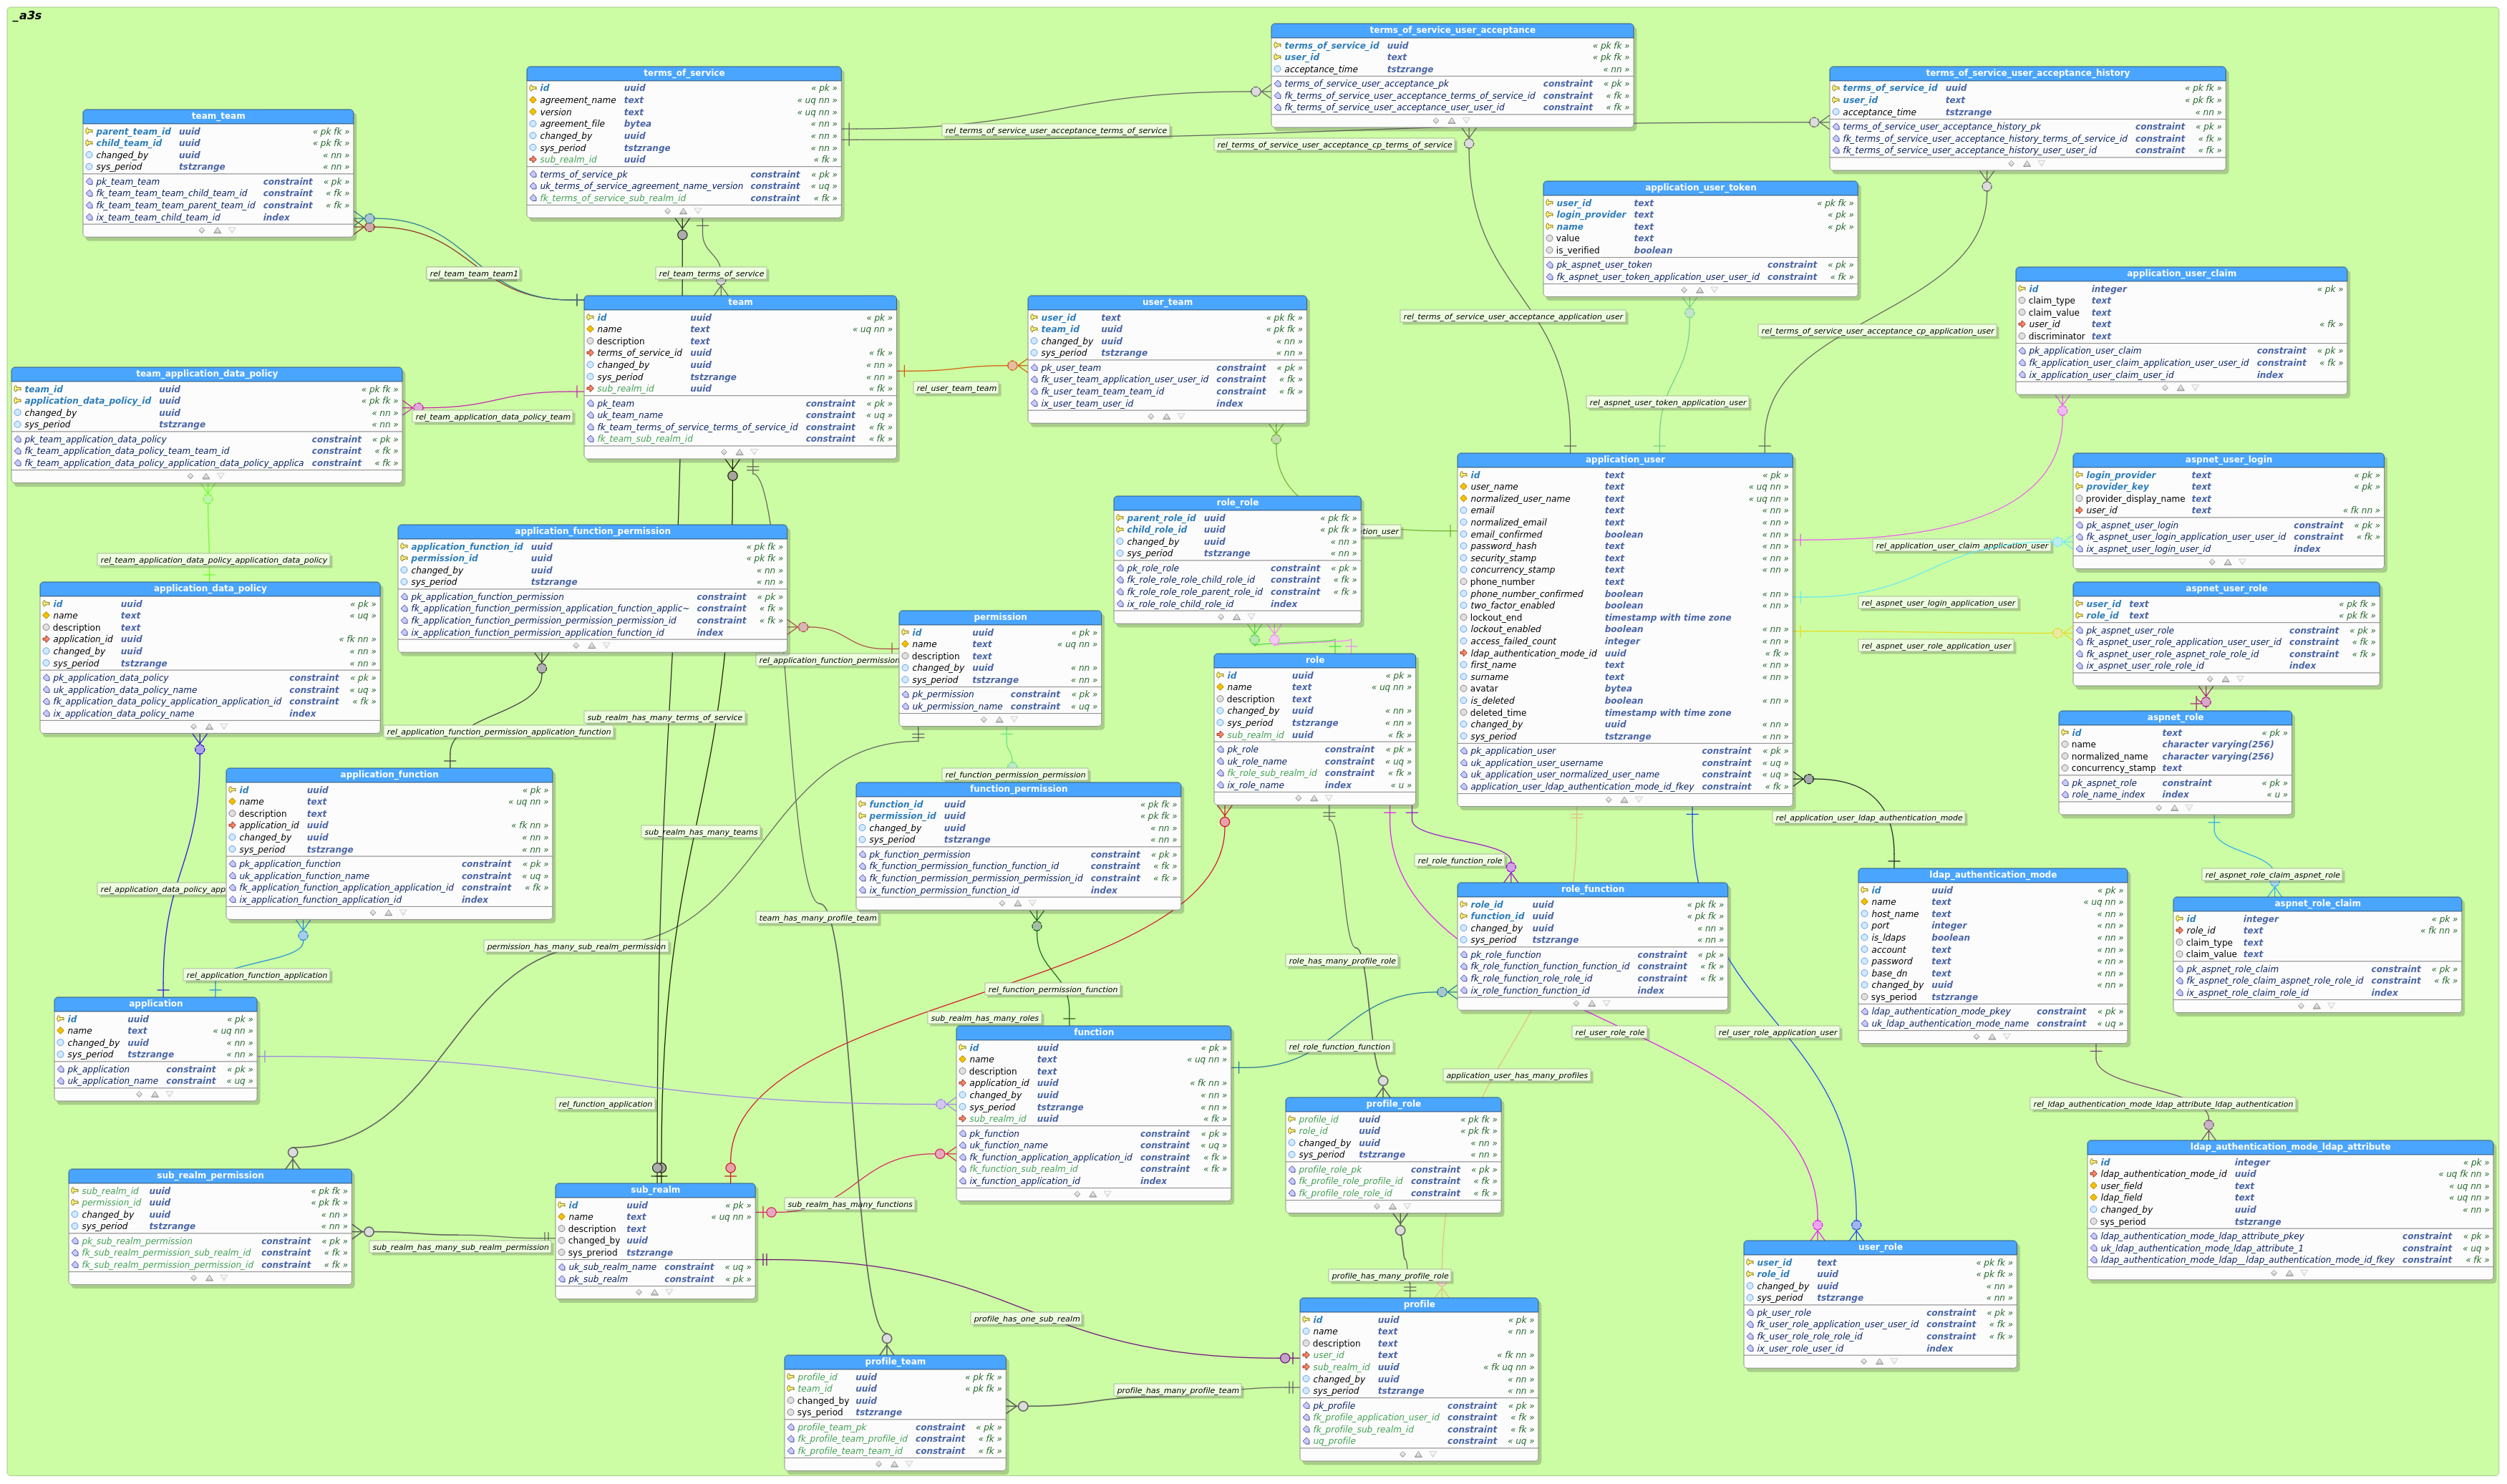 _a3s
terms_of_service_user_acceptance
terms_of_service_id uuid « pk fk »
user_id text « pk fk »
acceptance_time tstzrange « nn »
terms_of_service_user_acceptance_pk constraint « pk »
fk_terms_of_service_user_acceptance_terms_of_service_id constraint « fk »
fk_terms_of_service_user_acceptance_user_user_id constraint « fk »
terms_of_service
id uuid « pk »
agreement_name text « uq nn »
version text « uq nn »
agreement_file bytea « nn »
changed_by uuid « nn »
sys_period tstzrange « nn »
sub_realm_id uuid « fk »
terms_of_service_pk constraint « pk »
uk_terms_of_service_agreement_name_version constraint « uq »
fk_terms_of_service_sub_realm_id constraint « fk »
terms_of_service_user_acceptance_history
terms_of_service_id uuid « pk fk »
user_id text « pk fk »
acceptance_time tstzrange « nn »
terms_of_service_user_acceptance_history_pk constraint « pk »
fk_terms_of_service_user_acceptance_history_terms_of_service_id constraint « fk »
fk_terms_of_service_user_acceptance_history_user_user_id constraint « fk »
team_team
parent_team_id uuid « pk fk »
child_team_id uuid « pk fk »
changed_by uuid « nn »
sys_period tstzrange « nn »
pk_team_team constraint « pk »
fk_team_team_team_child_team_id constraint « fk »
fk_team_team_team_parent_team_id constraint « fk »
ix_team_team_child_team_id index
rel_terms_of_service_user_acceptance_terms_of_service
rel_terms_of_service_user_acceptance_cp_terms_of_service
application_user_token
user_id text « pk fk »
login_provider text « pk »
name text « pk »
value text
is_verified boolean
pk_aspnet_user_token constraint « pk »
fk_aspnet_user_token_application_user_user_id constraint « fk »
rel_team_team_team1
rel_team_terms_of_service
application_user_claim
id integer « pk »
claim_type text
claim_value text
user_id text « fk »
discriminator text
pk_application_user_claim constraint « pk »
fk_application_user_claim_application_user_user_id constraint « fk »
ix_application_user_claim_user_id index
team
id uuid « pk »
name text « uq nn »
description text
terms_of_service_id uuid « fk »
changed_by uuid « nn »
sys_period tstzrange « nn »
sub_realm_id uuid « fk »
pk_team constraint « pk »
uk_team_name constraint « uq »
fk_team_terms_of_service_terms_of_service_id constraint « fk »
fk_team_sub_realm_id constraint « fk »
user_team
user_id text « pk fk »
team_id uuid « pk fk »
changed_by uuid « nn »
sys_period tstzrange « nn »
pk_user_team constraint « pk »
fk_user_team_application_user_user_id constraint « fk »
fk_user_team_team_team_id constraint « fk »
ix_user_team_user_id index
rel_terms_of_service_user_acceptance_application_user
rel_terms_of_service_user_acceptance_cp_application_user
team_application_data_policy
team_id uuid « pk fk »
application_data_policy_id uuid « pk fk »
changed_by uuid « nn »
sys_period tstzrange « nn »
pk_team_application_data_policy constraint « pk »
fk_team_application_data_policy_team_team_id constraint « fk »
fk_team_application_data_policy_application_data_policy_applica constraint « fk »
rel_user_team_team
rel_team_application_data_policy_team
rel_aspnet_user_token_application_user
application_user
id text « pk »
user_name text « uq nn »
normalized_user_name text « uq nn »
email text « nn »
normalized_email text « nn »
email_confirmed boolean « nn »
password_hash text « nn »
security_stamp text « nn »
concurrency_stamp text « nn »
phone_number text
phone_number_confirmed boolean « nn »
two_factor_enabled boolean « nn »
lockout_end timestamp with time zone
lockout_enabled boolean « nn »
access_failed_count integer « nn »
ldap_authentication_mode_id uuid « fk »
first_name text « nn »
surname text « nn »
avatar bytea
is_deleted boolean « nn »
deleted_time timestamp with time zone
changed_by uuid « nn »
sys_period tstzrange « nn »
pk_application_user constraint « pk »
uk_application_user_username constraint « uq »
uk_application_user_normalized_user_name constraint « uq »
application_user_ldap_authentication_mode_id_fkey constraint « fk »
aspnet_user_login
login_provider text « pk »
provider_key text « pk »
provider_display_name text
user_id text « fk nn »
pk_aspnet_user_login constraint « pk »
fk_aspnet_user_login_application_user_user_id constraint « fk »
ix_aspnet_user_login_user_id index
role_role
parent_role_id uuid « pk fk »
child_role_id uuid « pk fk »
changed_by uuid « nn »
sys_period tstzrange « nn »
pk_role_role constraint « pk »
fk_role_role_role_child_role_id constraint « fk »
fk_role_role_role_parent_role_id constraint « fk »
ix_role_role_child_role_id index
tion_user
application_function_permission
application_function_id uuid « pk fk »
permission_id uuid « pk fk »
changed_by uuid « nn »
sys_period tstzrange « nn »
pk_application_function_permission constraint « pk »
fk_application_function_permission_application_function_applic~ constraint « fk »
fk_application_function_permission_permission_permission_id constraint « fk »
ix_application_function_permission_application_function_id index
rel_application_user_claim_application_user
rel_team_application_data_policy_application_data_policy
application_data_policy
id uuid « pk »
name text « uq »
description text
application_id uuid « fk nn »
changed_by uuid « nn »
sys_period tstzrange « nn »
pk_application_data_policy constraint « pk »
uk_application_data_policy_name constraint « uq »
fk_application_data_policy_application_application_id constraint « fk »
ix_application_data_policy_name index
aspnet_user_role
user_id text « pk fk »
role_id text « pk fk »
pk_aspnet_user_role constraint « pk »
fk_aspnet_user_role_application_user_user_id constraint « fk »
fk_aspnet_user_role_aspnet_role_role_id constraint « fk »
ix_aspnet_user_role_role_id index
rel_aspnet_user_login_application_user
rel_aspnet_user_role_application_user
permission
id uuid « pk »
name text « uq nn »
description text
changed_by uuid « nn »
sys_period tstzrange « nn »
pk_permission constraint « pk »
uk_permission_name constraint « uq »
rel_application_function_permission
role
id uuid « pk »
name text « uq nn »
description text
changed_by uuid « nn »
sys_period tstzrange « nn »
sub_realm_id uuid « fk »
pk_role constraint « pk »
uk_role_name constraint « uq »
fk_role_sub_realm_id constraint « fk »
ix_role_name index « u »
aspnet_role
id text « pk »
name character varying(256)
normalized_name character varying(256)
concurrency_stamp text
pk_aspnet_role constraint « pk »
role_name_index index « u »
sub_realm_has_many_terms_of_service
rel_application_function_permission_application_function
application_function
id uuid « pk »
name text « uq nn »
description text
application_id uuid « fk nn »
changed_by uuid « nn »
sys_period tstzrange « nn »
pk_application_function constraint « pk »
uk_application_function_name constraint « uq »
fk_application_function_application_application_id constraint « fk »
ix_application_function_application_id index
rel_function_permission_permission
function_permission
function_id uuid « pk fk »
permission_id uuid « pk fk »
changed_by uuid « nn »
sys_period tstzrange « nn »
pk_function_permission constraint « pk »
fk_function_permission_function_function_id constraint « fk »
fk_function_permission_permission_permission_id constraint « fk »
ix_function_permission_function_id index
rel_application_user_ldap_authentication_mode
sub_realm_has_many_teams
rel_role_function_role
ldap_authentication_mode
id uuid « pk »
name text « uq nn »
host_name text « nn »
port integer « nn »
is_ldaps boolean « nn »
account text « nn »
password text « nn »
base_dn text « nn »
changed_by uuid « nn »
sys_period tstzrange
ldap_authentication_mode_pkey constraint « pk »
uk_ldap_authentication_mode_name constraint « uq »
rel_aspnet_role_claim_aspnet_role
aspnet_role_claim
id integer « pk »
role_id text « fk nn »
claim_type text
claim_value text
pk_aspnet_role_claim constraint « pk »
fk_aspnet_role_claim_aspnet_role_role_id constraint « fk »
ix_aspnet_role_claim_role_id index
role_function
role_id uuid « pk fk »
function_id uuid « pk fk »
changed_by uuid « nn »
sys_period tstzrange « nn »
pk_role_function constraint « pk »
fk_role_function_function_function_id constraint « fk »
fk_role_function_role_role_id constraint « fk »
ix_role_function_function_id index
rel_application_data_policy_app
team_has_many_profile_team
permission_has_many_sub_realm_permission
role_has_many_profile_role
rel_application_function_application
rel_function_permission_function
application
id uuid « pk »
name text « uq nn »
changed_by uuid « nn »
sys_period tstzrange « nn »
pk_application constraint « pk »
uk_application_name constraint « uq »
sub_realm_has_many_roles
function
id uuid « pk »
name text « uq nn »
description text
application_id uuid « fk nn »
changed_by uuid « nn »
sys_period tstzrange « nn »
sub_realm_id uuid « fk »
pk_function constraint « pk »
uk_function_name constraint « uq »
fk_function_application_application_id constraint « fk »
fk_function_sub_realm_id constraint « fk »
ix_function_application_id index
rel_user_role_role
rel_user_role_application_user
rel_role_function_function
application_user_has_many_profiles
rel_function_application
rel_ldap_authentication_mode_ldap_attribute_ldap_authentication
profile_role
profile_id uuid « pk fk »
role_id uuid « pk fk »
changed_by uuid « nn »
sys_period tstzrange « nn »
profile_role_pk constraint « pk »
fk_profile_role_profile_id constraint « fk »
fk_profile_role_role_id constraint « fk »
ldap_authentication_mode_ldap_attribute
id integer « pk »
ldap_authentication_mode_id uuid « uq fk nn »
user_field text « uq nn »
ldap_field text « uq nn »
changed_by uuid « nn »
sys_period tstzrange
ldap_authentication_mode_ldap_attribute_pkey constraint « pk »
uk_ldap_authentication_mode_ldap_attribute_1 constraint « uq »
ldap_authentication_mode_ldap__ldap_authentication_mode_id_fkey constraint « fk »
sub_realm_permission
sub_realm_id uuid « pk fk »
permission_id uuid « pk fk »
changed_by uuid « nn »
sys_period tstzrange « nn »
pk_sub_realm_permission constraint « pk »
fk_sub_realm_permission_sub_realm_id constraint « fk »
fk_sub_realm_permission_permission_id constraint « fk »
sub_realm
id uuid « pk »
name text « uq nn »
description text
changed_by uuid
sys_preriod tstzrange
uk_sub_realm_name constraint « uq »
pk_sub_realm constraint « pk »
sub_realm_has_many_functions
sub_realm_has_many_sub_realm_permission
user_role
user_id text « pk fk »
role_id uuid « pk fk »
changed_by uuid « nn »
sys_period tstzrange « nn »
pk_user_role constraint « pk »
fk_user_role_application_user_user_id constraint « fk »
fk_user_role_role_role_id constraint « fk »
ix_user_role_user_id index
profile_has_many_profile_role
profile
id uuid « pk »
name text « nn »
description text
user_id text « fk nn »
sub_realm_id uuid « fk uq nn »
changed_by uuid « nn »
sys_period tstzrange « nn »
pk_profile constraint « pk »
fk_profile_application_user_id constraint « fk »
fk_profile_sub_realm_id constraint « fk »
uq_profile constraint « uq »
profile_has_one_sub_realm
profile_team
profile_id uuid « pk fk »
team_id uuid « pk fk »
changed_by uuid
sys_period tstzrange
profile_team_pk constraint « pk »
fk_profile_team_profile_id constraint « fk »
fk_profile_team_team_id constraint « fk »
profile_has_many_profile_team